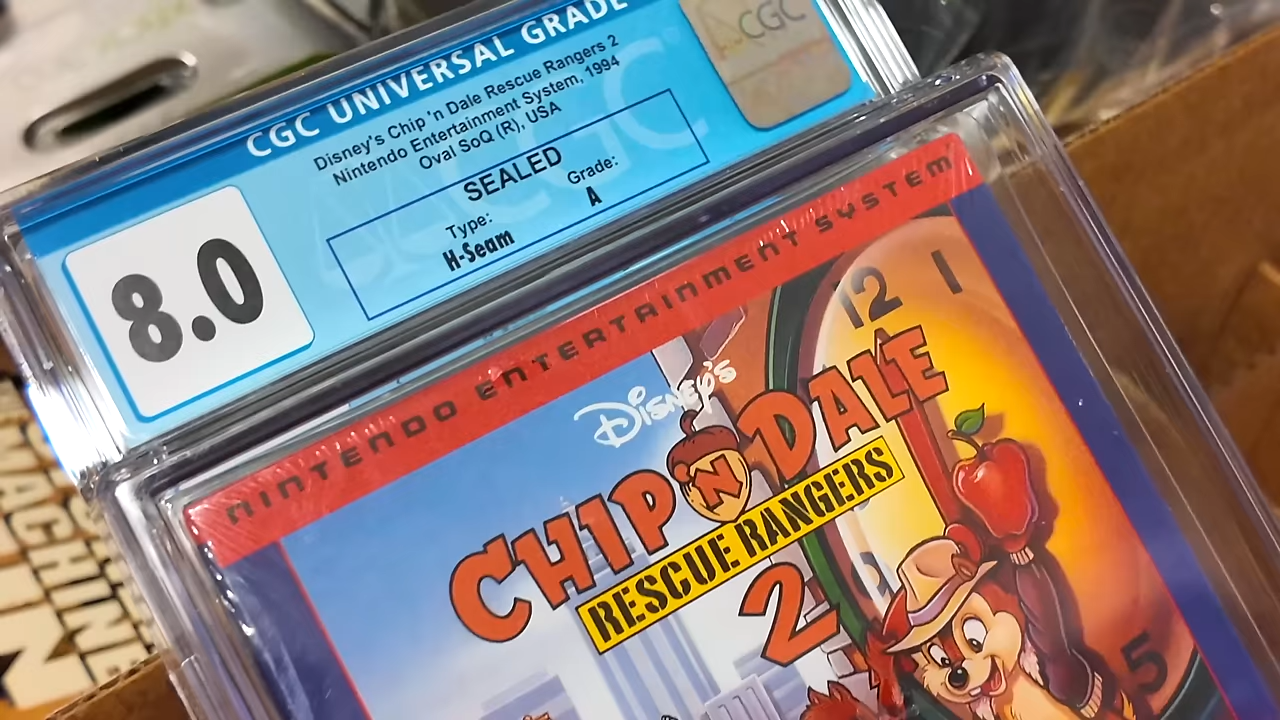 CGC UNIVERSAL GRADE
CGC
Disney's Chip 'n Dale Rescue Rangers 2
Nintendo Entertainment System, 1994
Oval SoQ (R), USA
SEALED
Type: Grade:
H-Seam A
8.0
NINTENDO ENTERTAINMENT SYSTEM
12 1
DISNEY's
CHIP 'N DALE
RESCUE RANGERS
2
5
MACHINE